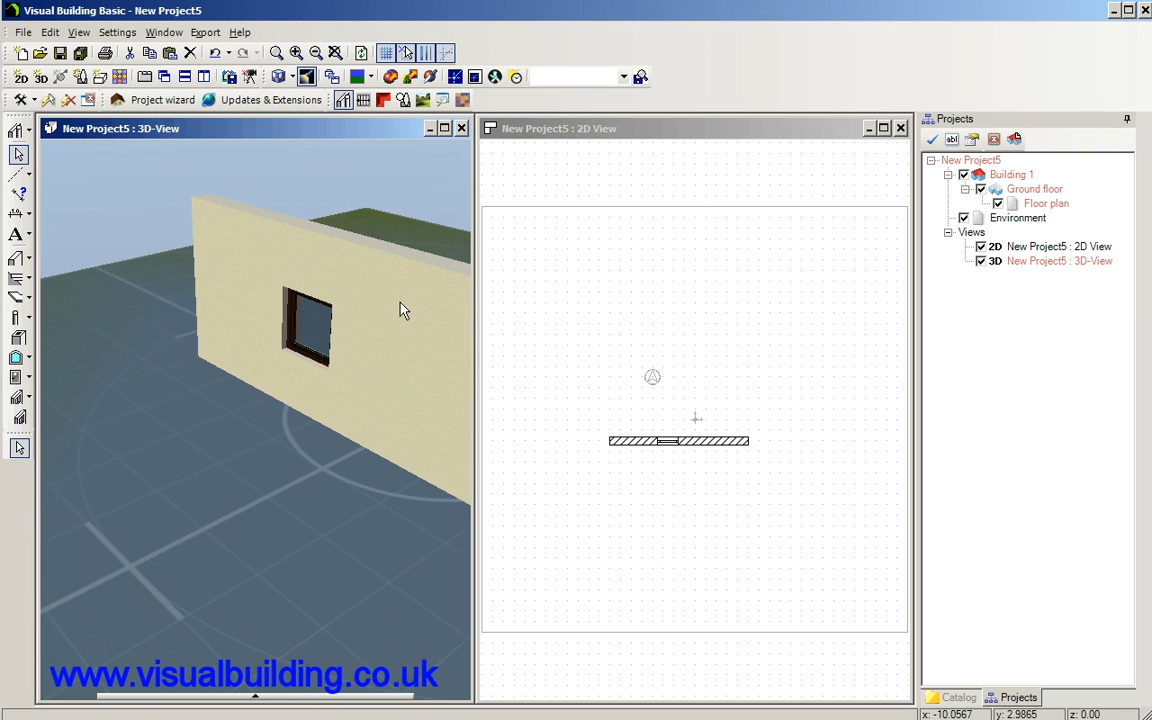 Visual Building Basic - New Project5
File Edit View Settings Window Export Help
2D 3D
Project wizard Updates & Extensions
New Project5 : 3D-View
New Project5 : 2D View
Projects
abl
New Project5
Building 1
Ground floor
Floor plan
Environment
Views
2D New Project5 : 2D View
3D New Project5 : 3D-View
A
www.visualbuilding.co.uk
Catalog Projects
x: -10.0567 y: 2.9865 z: 0.00